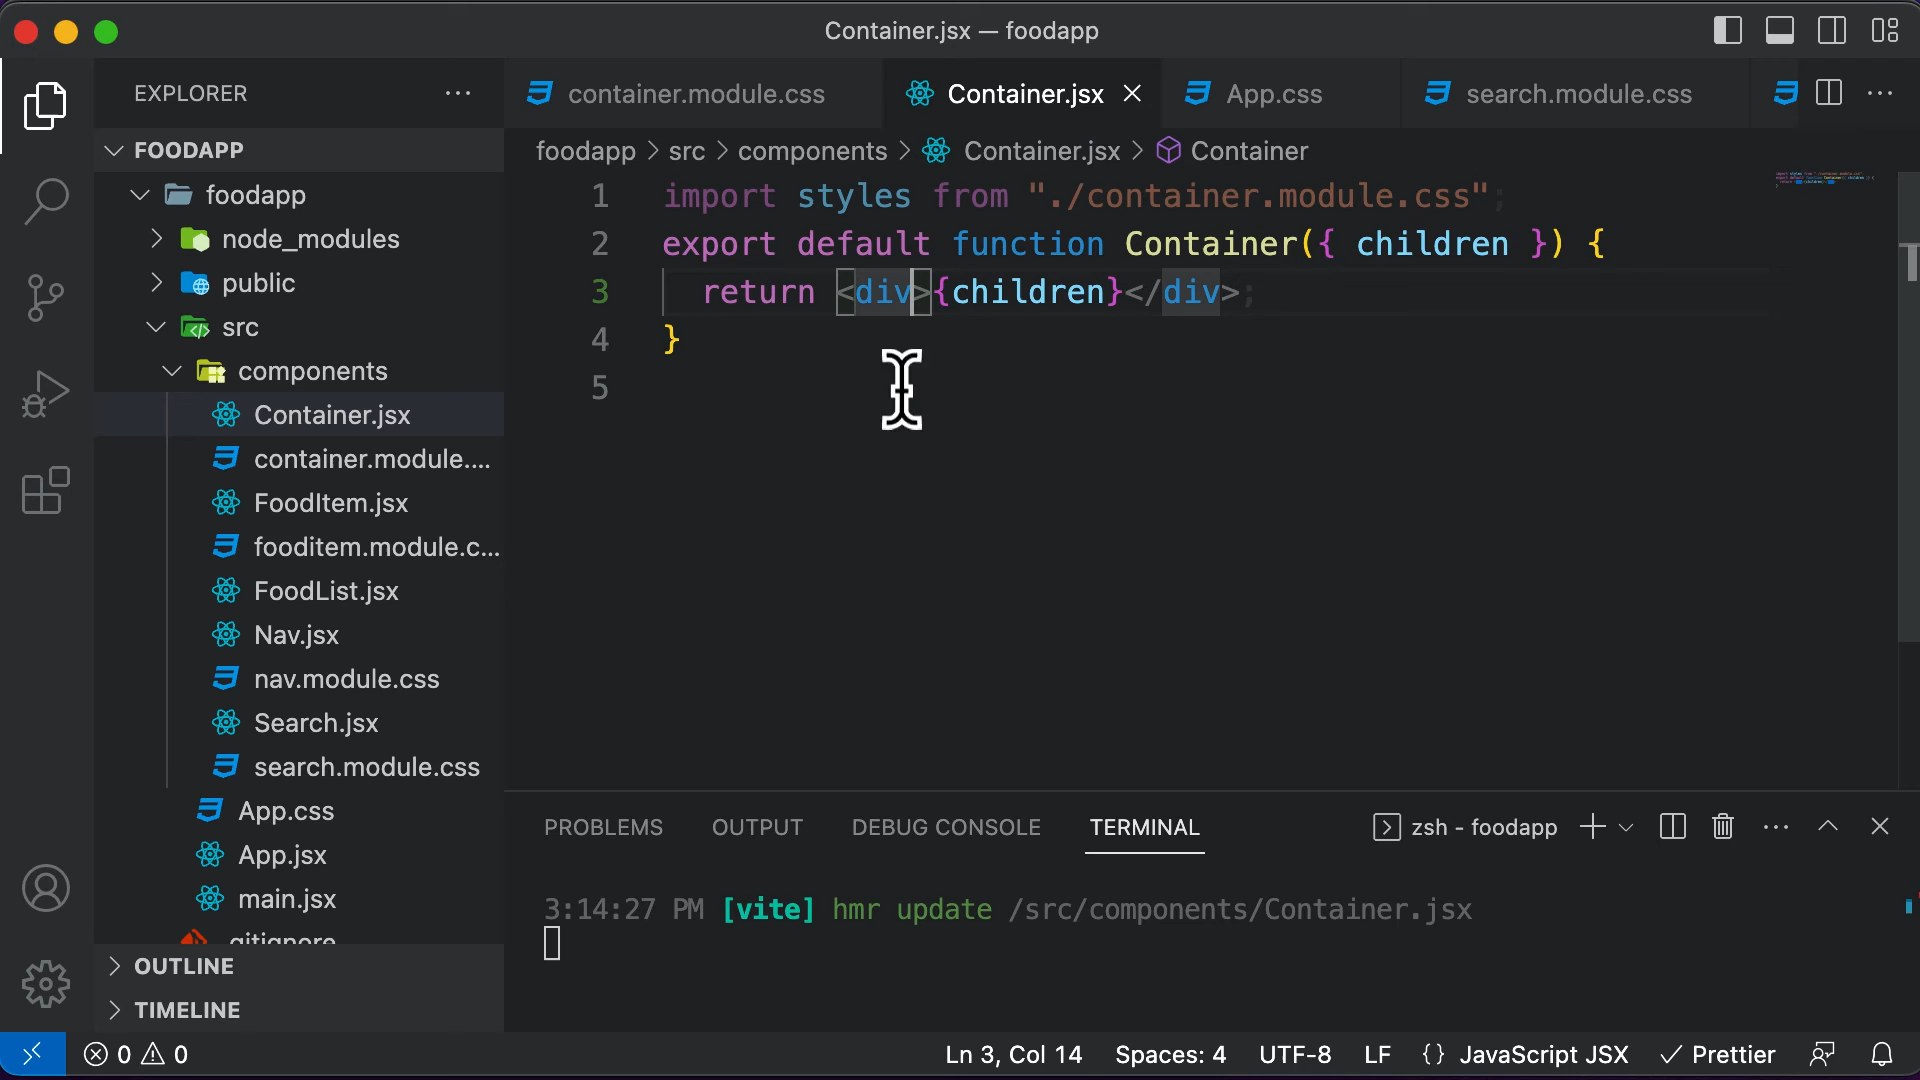 Container.jsx — foodapp
EXPLORER
container.module.css
Container.jsx
App.css
search.module.css
FOODAPP
foodapp > src > components > Container.jsx > Container
foodapp
node_modules
public
src
components
Container.jsx
container.module....
FoodItem.jsx
fooditem.module.c...
FoodList.jsx
Nav.jsx
nav.module.css
Search.jsx
search.module.css
App.css
App.jsx
main.jsx
.gitignore
OUTLINE
TIMELINE
1 import styles from "./container.module.css";
2 export default function Container({ children }) {
3 return <div>{children}</div>;
4 }
5
PROBLEMS OUTPUT DEBUG CONSOLE TERMINAL
zsh - foodapp
3:14:27 PM [vite] hmr update /src/components/Container.jsx
0 0
Ln 3, Col 14 Spaces: 4 UTF-8 LF {} JavaScript JSX Prettier